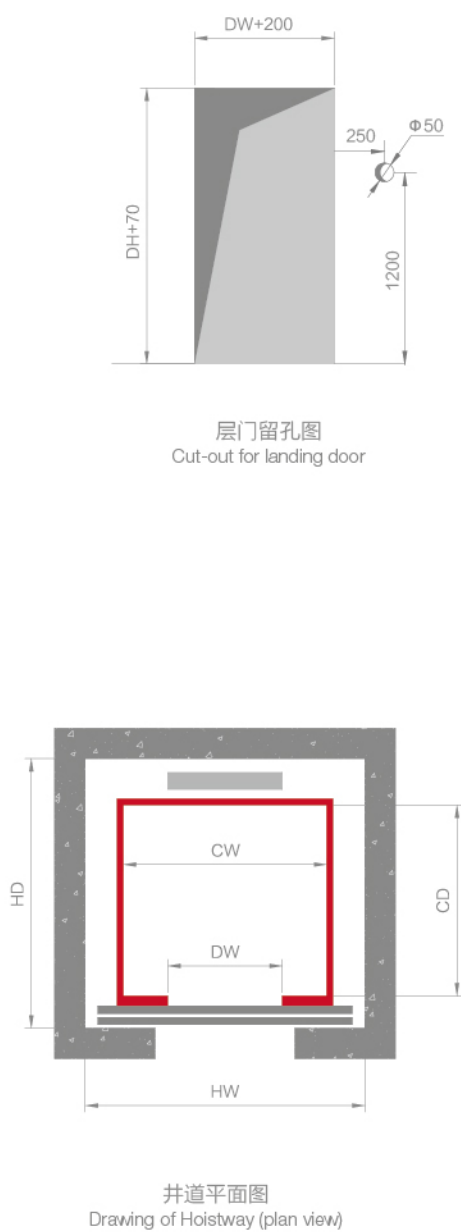 DW+200
250
Φ50
DH+70
1200
层门留孔图
Cut-out for landing door
HD
CW
CD
DW
HW
井道平面图
Drawing of Hoistway (plan view)